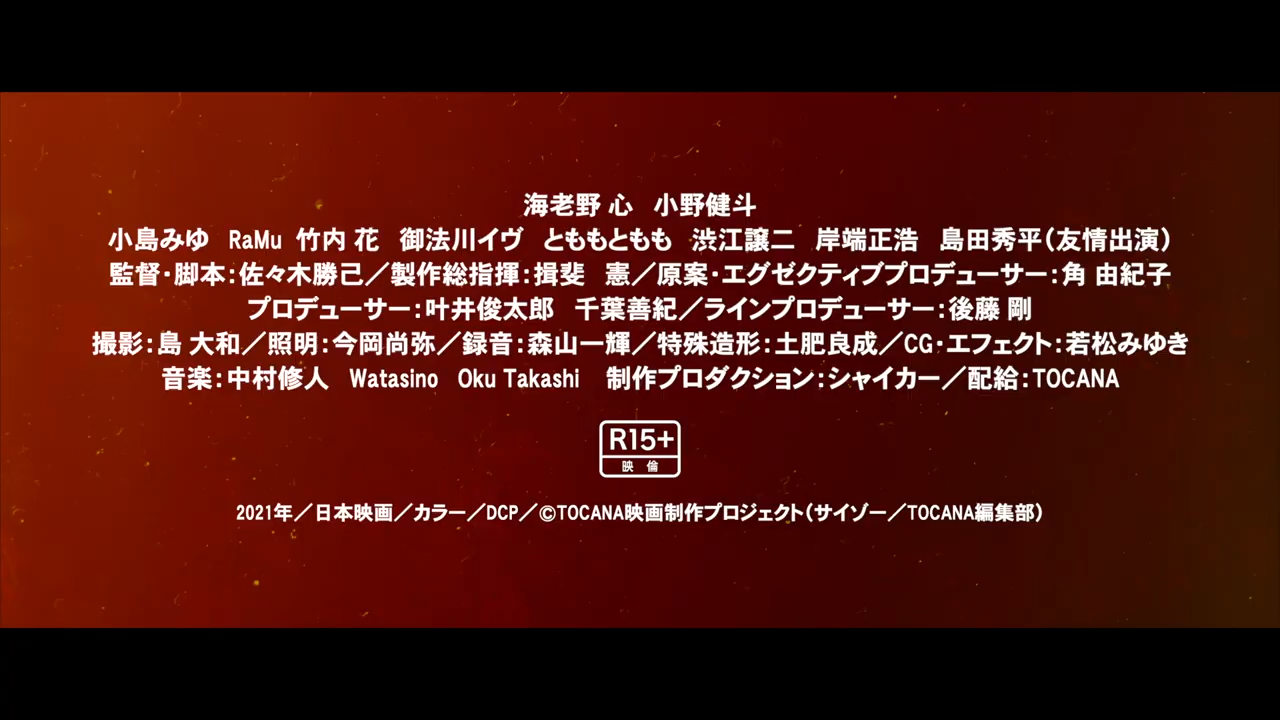 海老野 心　小野健斗
小島みゆ　RaMu　竹内 花　御法川イヴ　とももともも　渋江譲二　岸端正浩　島田秀平（友情出演）
監督・脚本：佐々木勝己／製作総指揮：揖斐　憲／原案・エグゼクティブプロデューサー：角 由紀子
プロデューサー：叶井俊太郎　千葉善紀／ラインプロデューサー：後藤 剛
撮影：島 大和／照明：今岡尚弥／録音：森山一輝／特殊造形：土肥良成／CG・エフェクト：若松みゆき
音楽：中村修人　Watasino　Oku Takashi　制作プロダクション：シャイカー／配給：TOCANA
R15+
映 倫
2021年／日本映画／カラー／DCP／©TOCANA映画制作プロジェクト（サイゾー／TOCANA編集部）